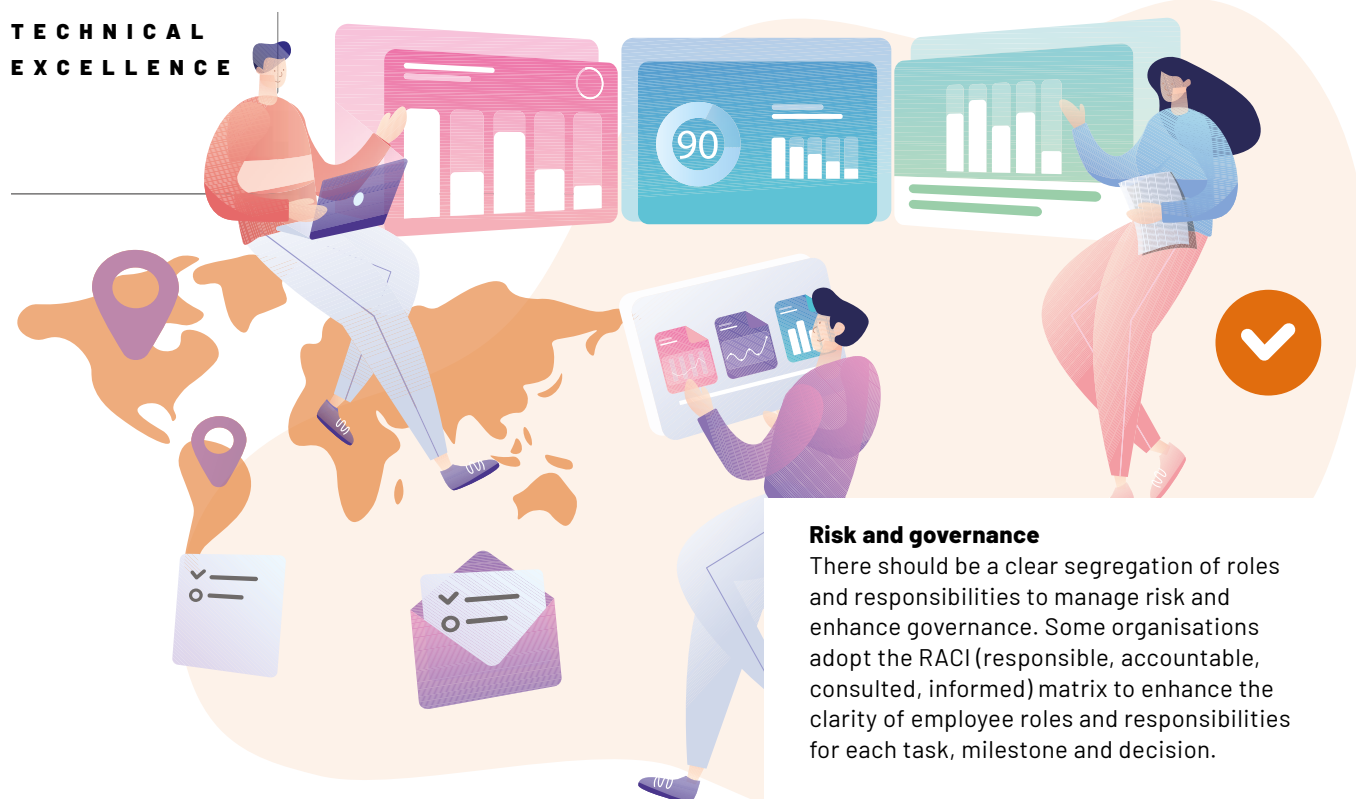 TECHNICAL
EXCELLENCE
90
Risk and governance
There should be a clear segregation of roles
and responsibilities to manage risk and
enhance governance. Some organisations
adopt the RACI (responsible, accountable,
consulted, informed) matrix to enhance the
clarity of employee roles and responsibilities
for each task, milestone and decision.